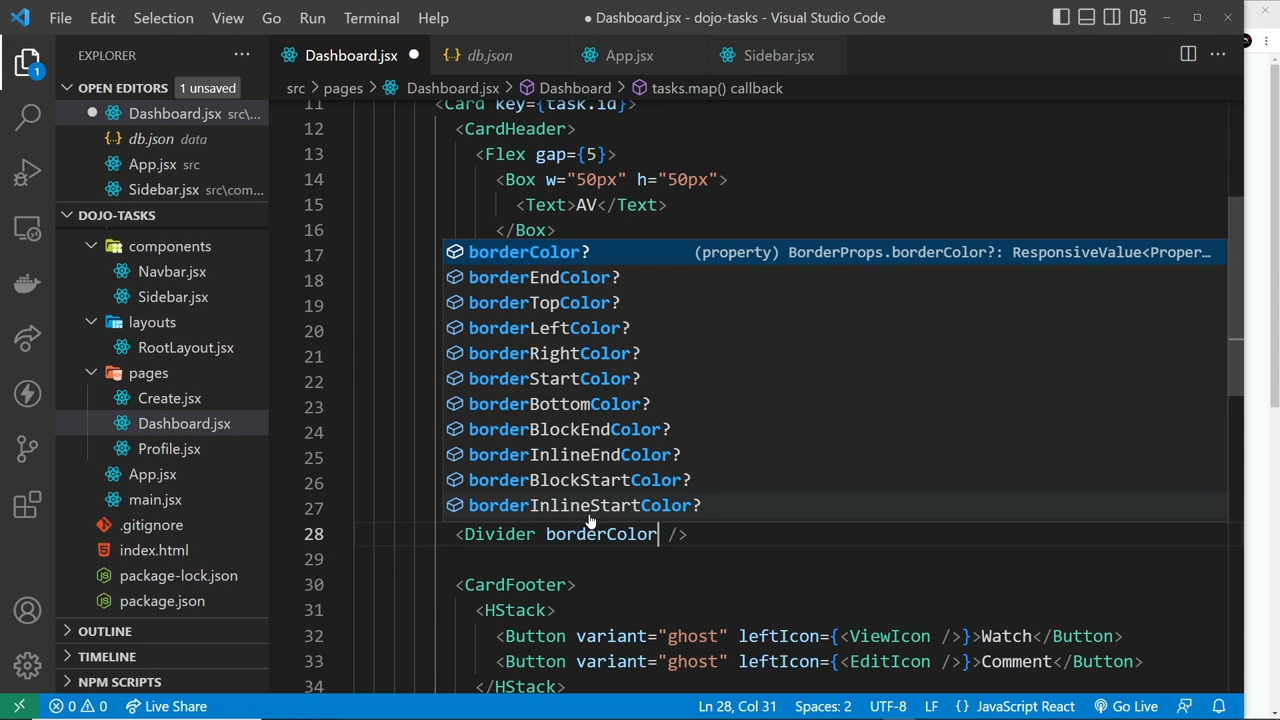 File Edit Selection View Go Run Terminal Help
● Dashboard.jsx - dojo-tasks - Visual Studio Code
EXPLORER
Dashboard.jsx
db.json
App.jsx
Sidebar.jsx
OPEN EDITORS 1 unsaved
src > pages > Dashboard.jsx > Dashboard > tasks.map() callback
Dashboard.jsx src\...
db.json data
App.jsx src
Sidebar.jsx src\com...
DOJO-TASKS
components
Navbar.jsx
Sidebar.jsx
layouts
RootLayout.jsx
pages
Create.jsx
Dashboard.jsx
Profile.jsx
App.jsx
main.jsx
.gitignore
index.html
package-lock.json
package.json
OUTLINE
TIMELINE
NPM SCRIPTS
1
11 <Card key={task.id}>
12 <CardHeader>
13 <Flex gap={5}>
14 <Box w="50px" h="50px">
15 <Text>AV</Text>
16 </Box>
17
18
19
20
21
22
23
24
25
26
27
borderColor? (property) BorderProps.borderColor?: ResponsiveValue<Proper...
borderEndColor?
borderTopColor?
borderLeftColor?
borderRightColor?
borderStartColor?
borderBottomColor?
borderBlockEndColor?
borderInlineEndColor?
borderBlockStartColor?
borderInlineStartColor?
28 <Divider borderColor />
29
30 <CardFooter>
31 <HStack>
32 <Button variant="ghost" leftIcon={<ViewIcon />}>Watch</Button>
33 <Button variant="ghost" leftIcon={<EditIcon />}>Comment</Button>
34 </HStack>
0 0 Live Share
Ln 28, Col 31 Spaces: 2 UTF-8 LF {} JavaScript React Go Live